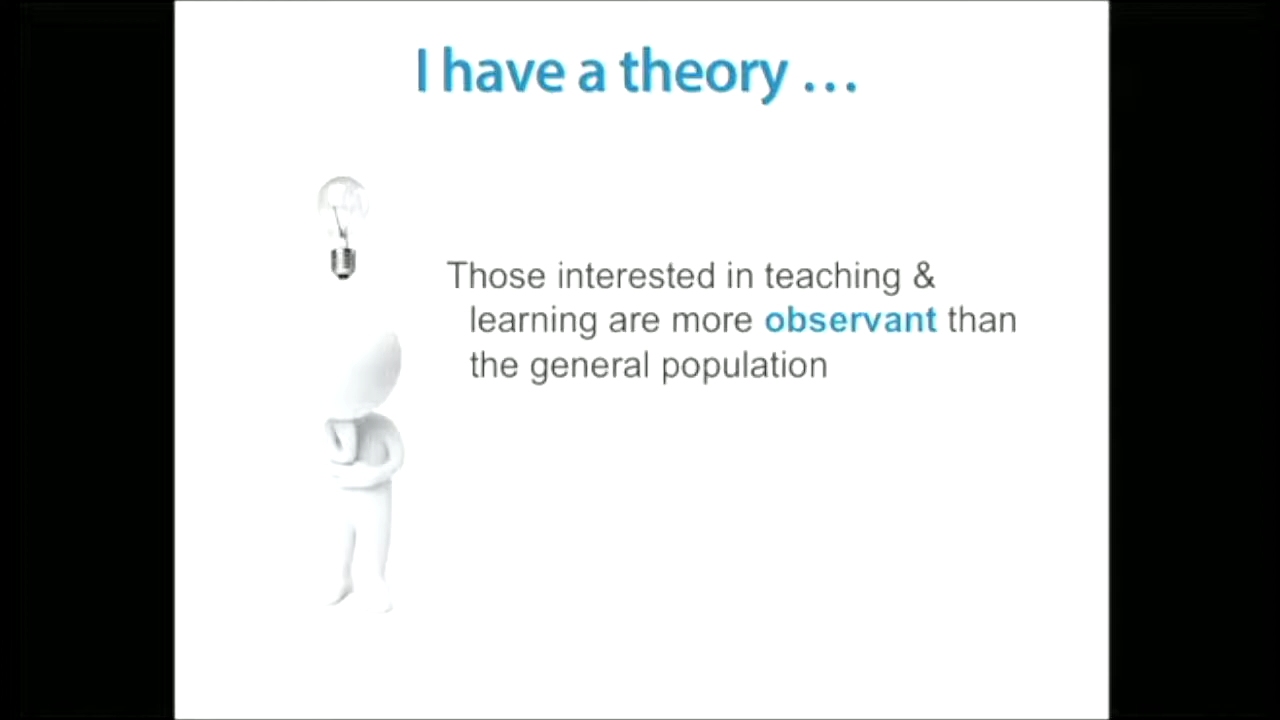 I have a theory ...
Those interested in teaching &
learning are more observant than
the general population